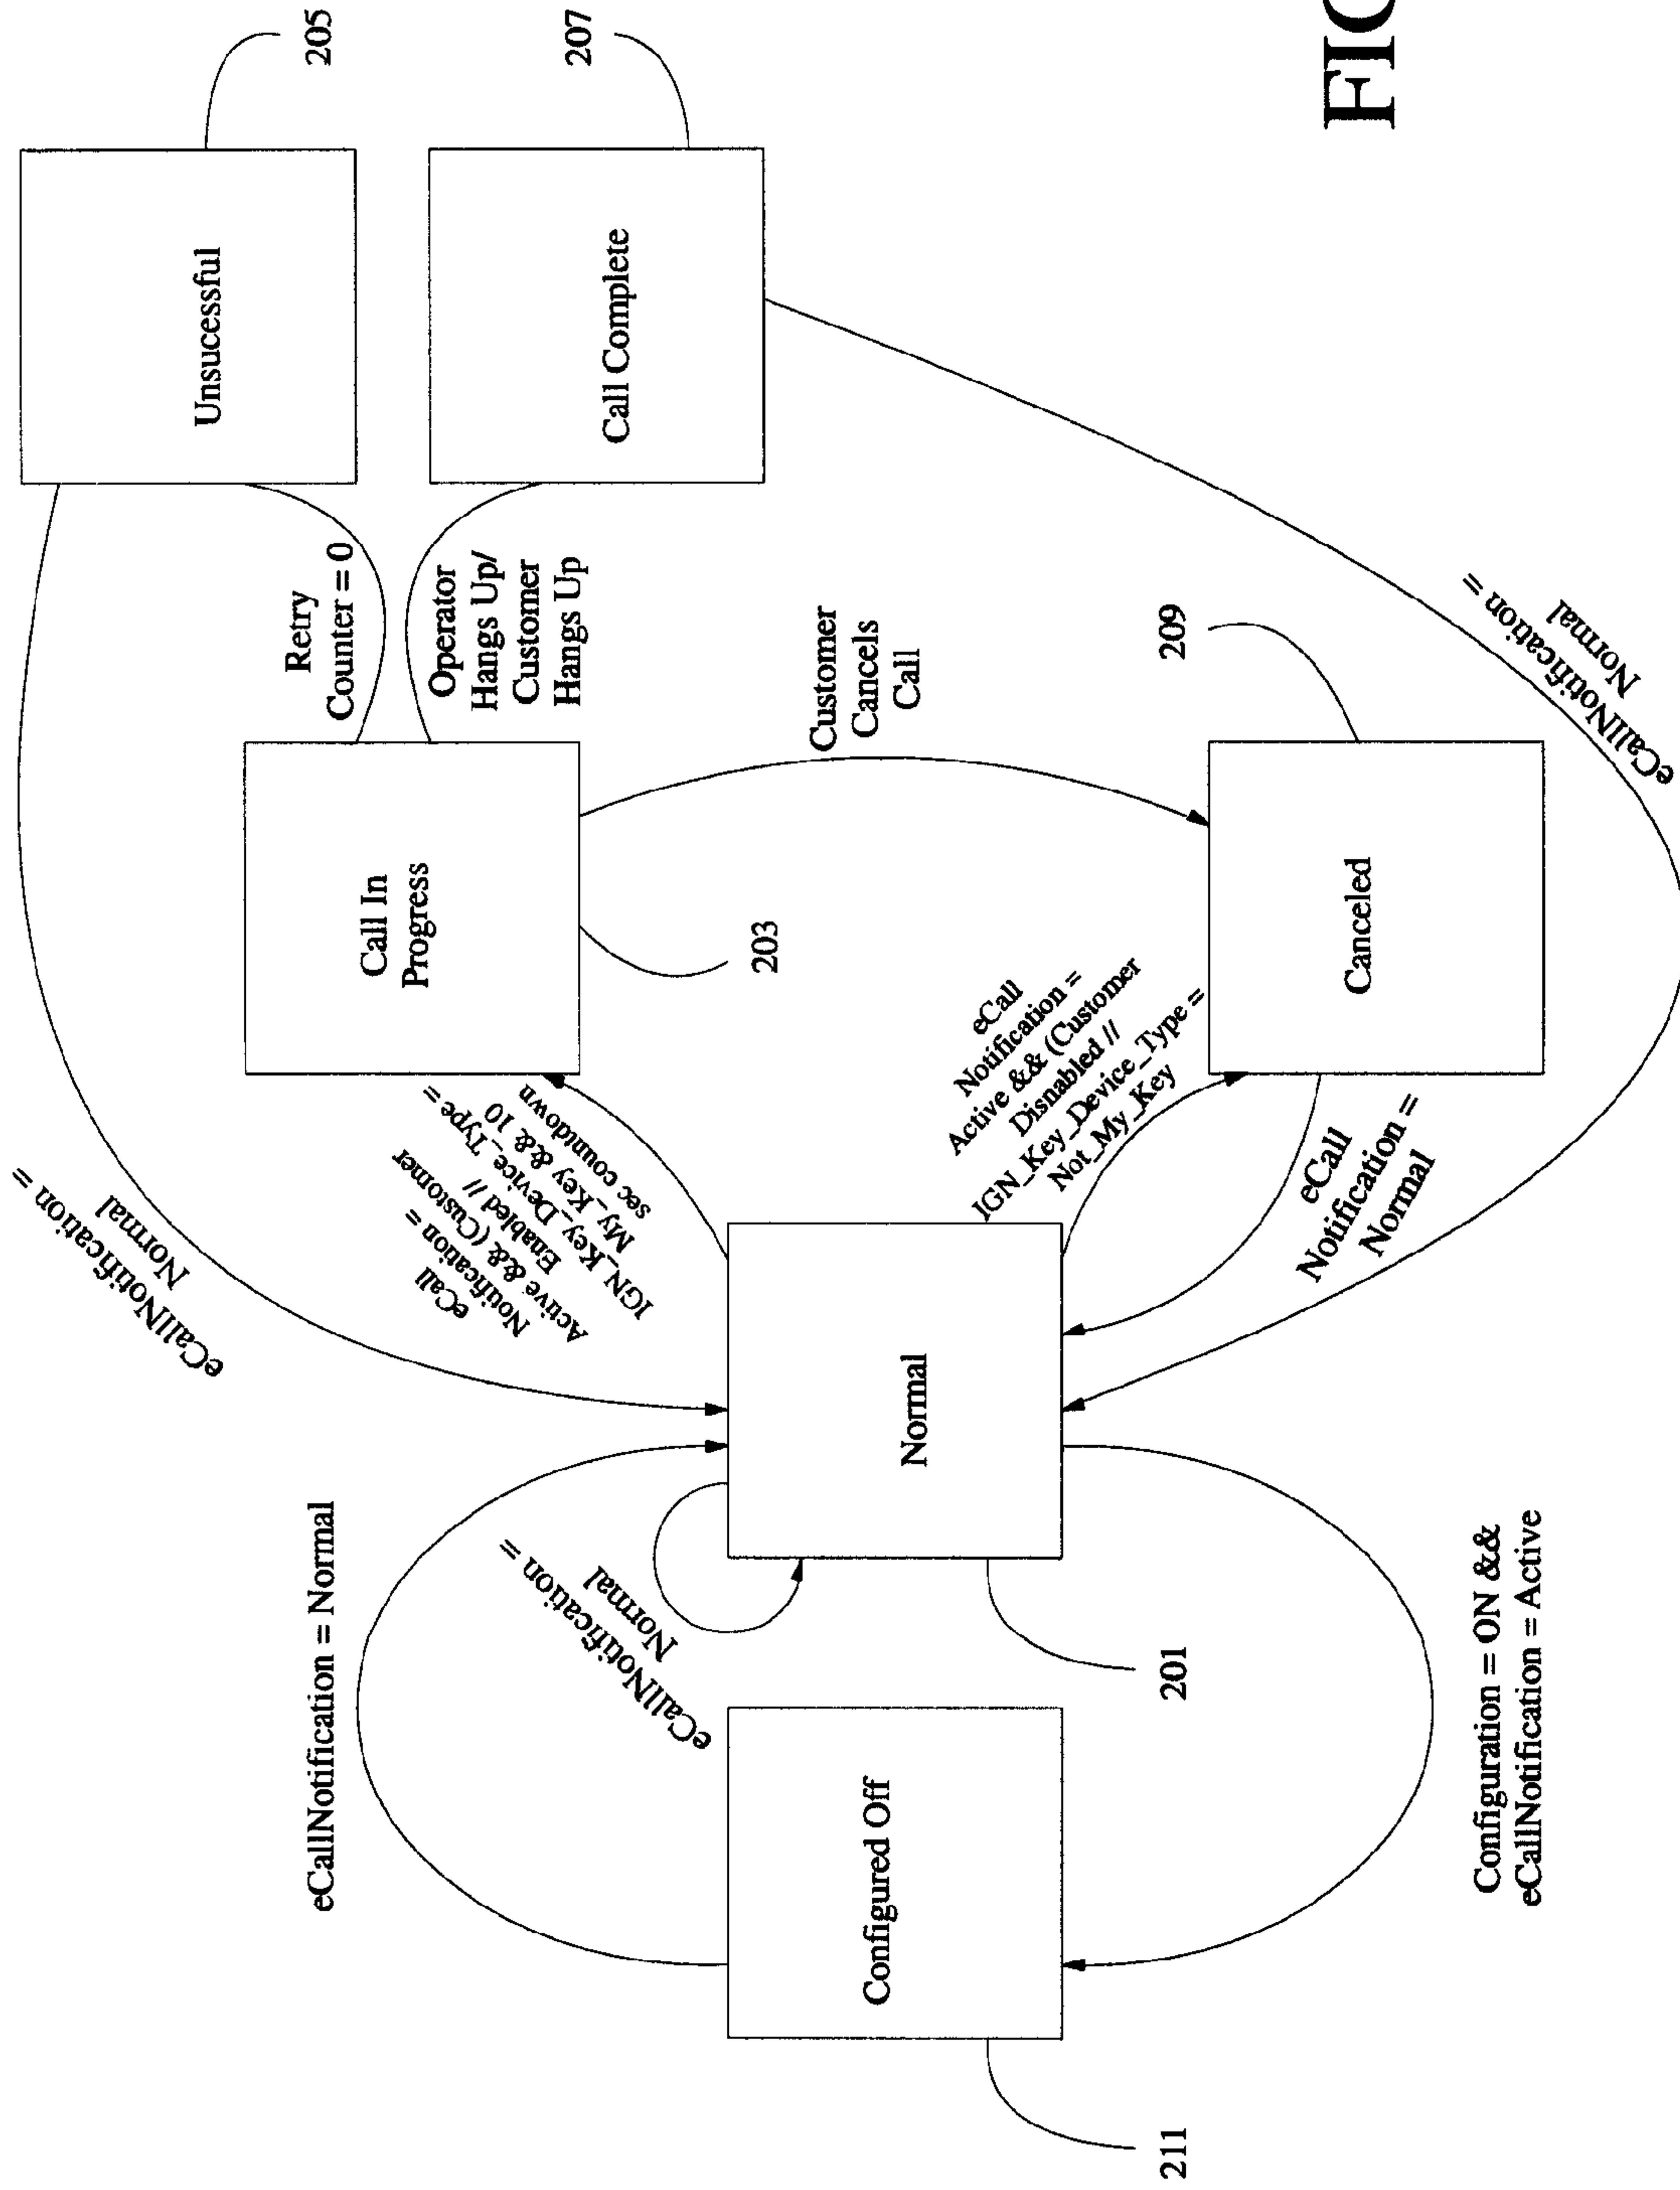 eCallNotification =
Normal
Unsucessful
205
Retry
Counter = 0
eCallNotification = Normal
Call In
Progress
203
Operator
Hangs Up/
Customer
Hangs Up
Call Complete
207
eCall
Notification =
Active && (Customer
Enabled //
IGN_Key_Device_Type =
My_Key && 10
sec countdown
eCallNotification =
Normal
Configured Off
211
Normal
201
Customer
Cancels
Call
eCall
Notification =
Active && (Customer
Disnabled //
IGN_Key_Device_Type =
Not_My_Key
209
Canceled
eCall
Notification =
Normal
Configuration = ON &&
eCallNotification = Active
eCallNotification =
Normal
FIG